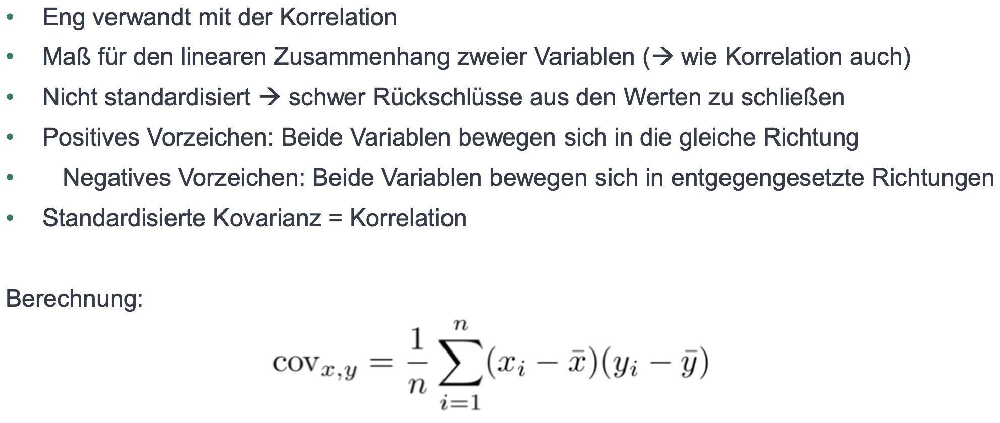 • Eng verwandt mit der Korrelation
• Maß für den linearen Zusammenhang zweier Variablen (→ wie Korrelation auch)
• Nicht standardisiert → schwer Rückschlüsse aus den Werten zu schließen
• Positives Vorzeichen: Beide Variablen bewegen sich in die gleiche Richtung
• Negatives Vorzeichen: Beide Variablen bewegen sich in entgegengesetzte Richtungen
• Standardisierte Kovarianz = Korrelation
Berechnung:
cov_{x,y} = \frac{1}{n} \sum_{i=1}^{n} (x_i − \bar{x})(y_i − \bar{y})